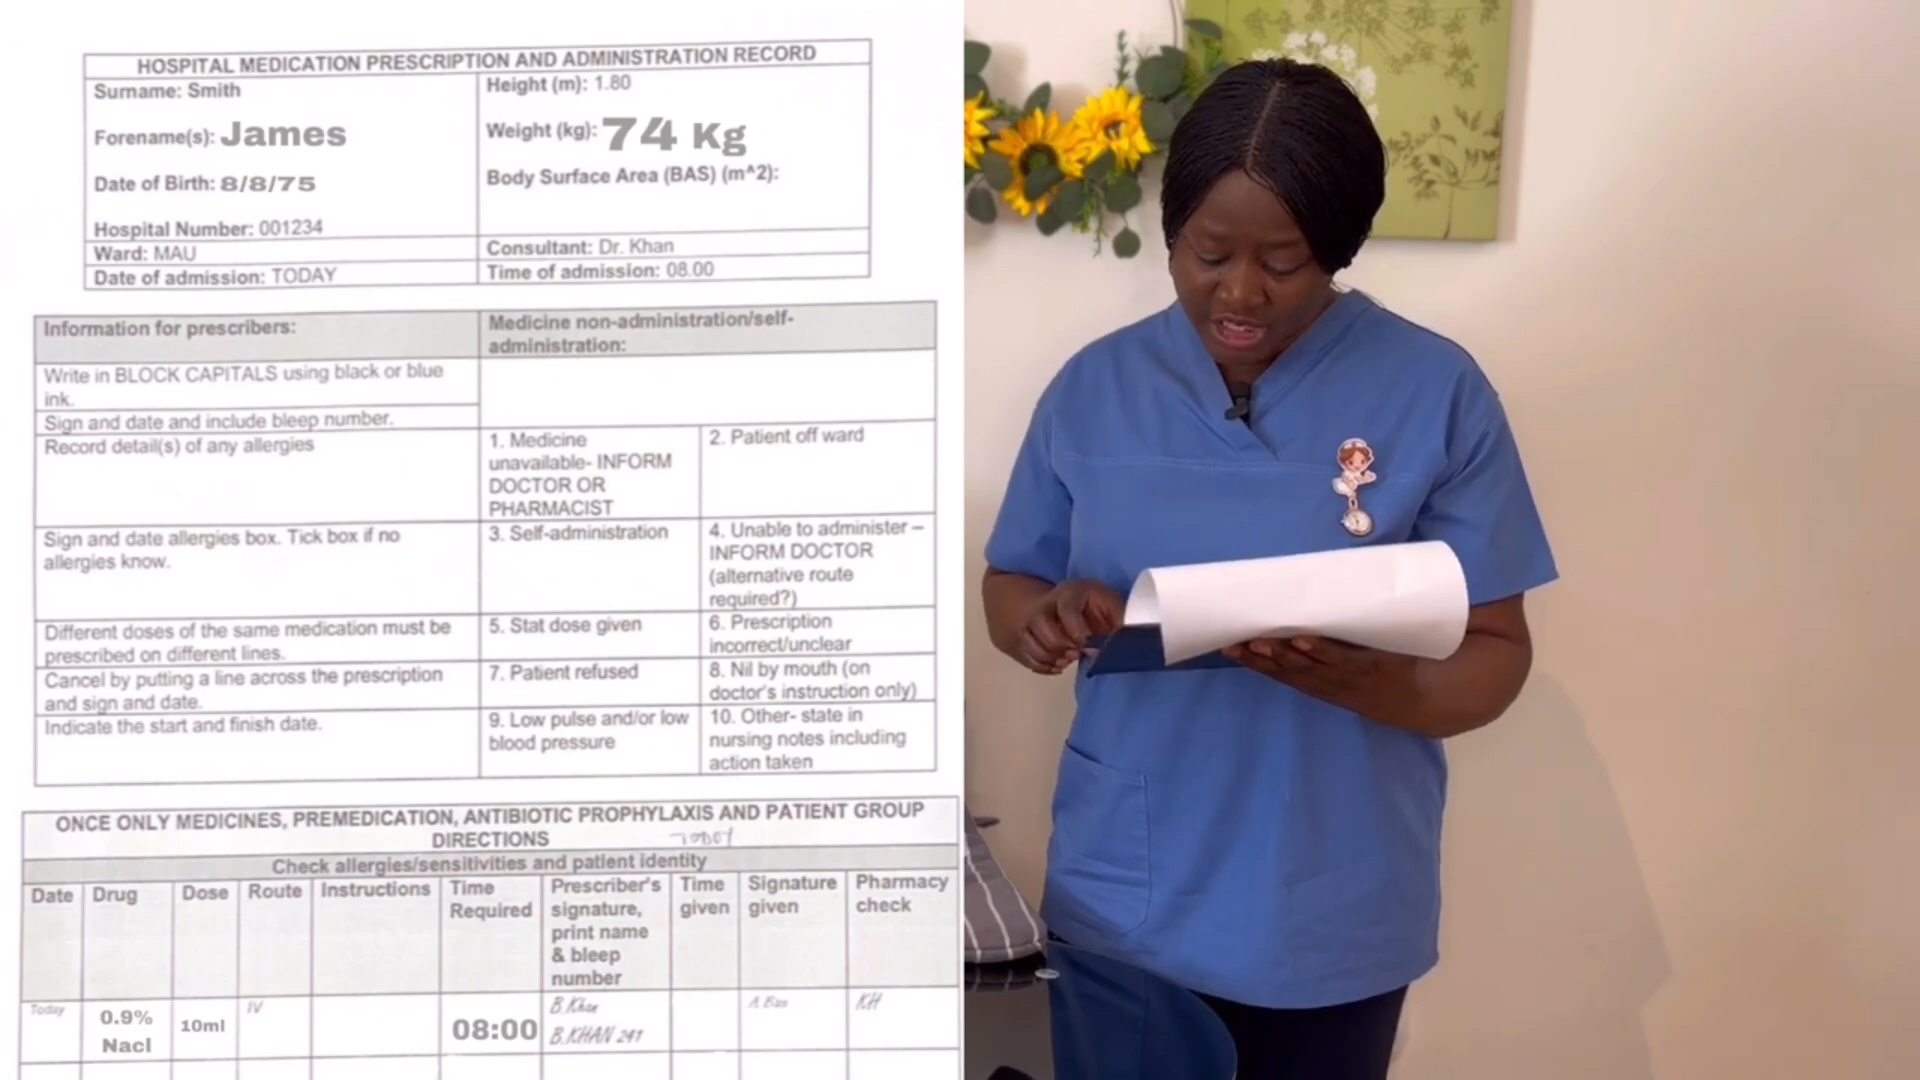 HOSPITAL MEDICATION PRESCRIPTION AND ADMINISTRATION RECORD
Surname: Smith
Forename(s): James
Date of Birth: 8/8/75
Hospital Number: 001234
Height (m): 1.80
Weight (kg): 74 Kg
Body Surface Area (BAS) (m^2):
Ward: MAU
Consultant: Dr. Khan
Date of admission: TODAY
Time of admission: 08.00
Information for prescribers:
Medicine non-administration/self-
administration:
Write in BLOCK CAPITALS using black or blue
ink.
Sign and date and include bleep number.
Record detail(s) of any allergies
1. Medicine
unavailable- INFORM
DOCTOR OR
PHARMACIST
2. Patient off ward
Sign and date allergies box. Tick box if no
allergies know.
3. Self-administration
4. Unable to administer –
INFORM DOCTOR
(alternative route
required?)
Different doses of the same medication must be
prescribed on different lines.
5. Stat dose given
6. Prescription
incorrect/unclear
Cancel by putting a line across the prescription
and sign and date.
7. Patient refused
8. Nil by mouth (on
doctor's instruction only)
Indicate the start and finish date.
9. Low pulse and/or low
blood pressure
10. Other- state in
nursing notes including
action taken
ONCE ONLY MEDICINES, PREMEDICATION, ANTIBIOTIC PROPHYLAXIS AND PATIENT GROUP
DIRECTIONS
Check allergies/sensitivities and patient identity
Date
Drug
Dose
Route
Instructions
Time
Required
Prescriber's
signature,
print name
& bleep
number
Time
given
Signature
given
Pharmacy
check
Today
0.9%
Nacl
10ml
IV
08:00
B.Khan
B.KHAN 241
KH